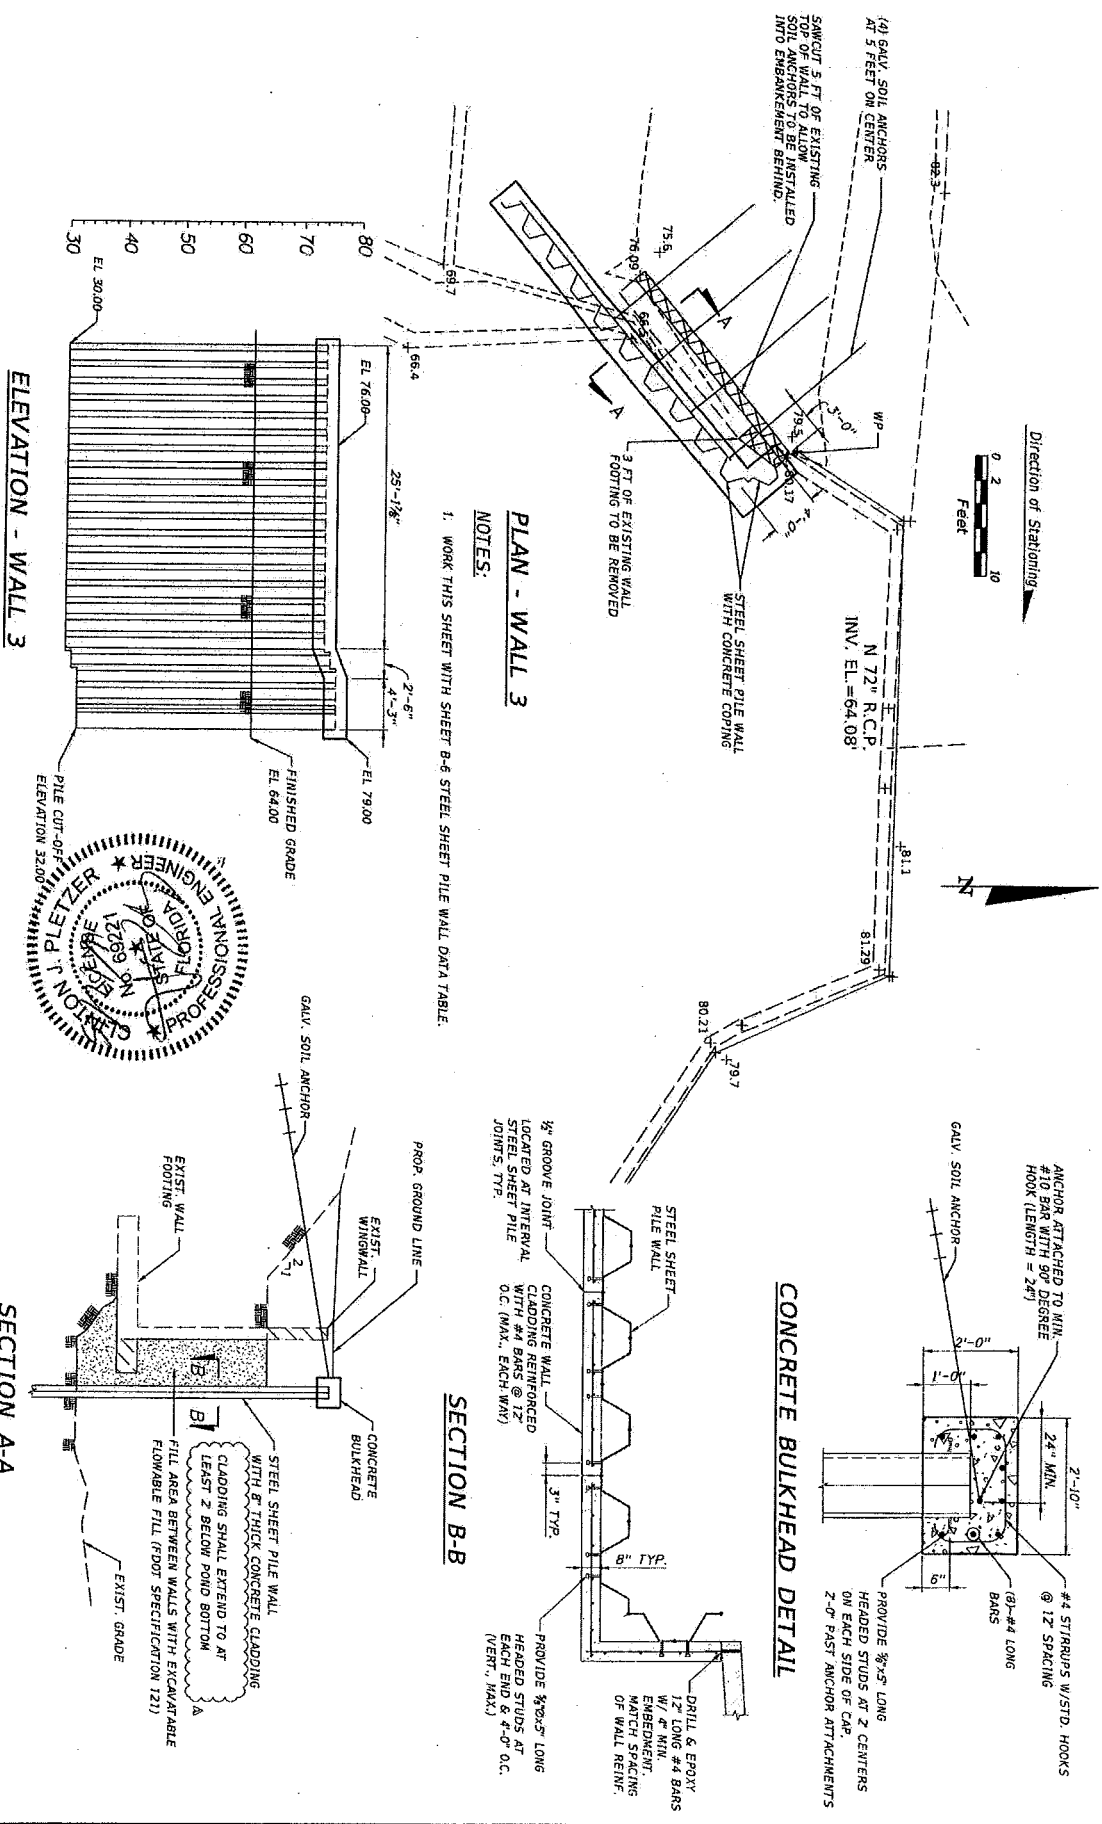 (4) GALV. SOIL ANCHORS
AT 5 FEET ON CENTER
SAWCUT 5 FT OF EXISTING
TOP OF WALL TO ALLOW
SOIL ANCHORS TO BE INSTALLED
INTO EMBANKEMENT BEHIND.
82.3
75.6
76.09
66.5
69.7
66.4
A
A
79.5
80.17
3'-0"
4'-0"
WP
3 FT OF EXISTING WALL
FOOTING TO BE REMOVED
STEEL SHEET PILE WALL
WITH CONCRETE COPING
Direction of Stationing
0 2 10
Feet
N 72" R.C.P.
INV. EL.=64.08'
81.1
81.29
80.21
79.7
N
PLAN - WALL 3
NOTES:
1. WORK THIS SHEET WITH SHEET B-6 STEEL SHEET PILE WALL DATA TABLE.
80
70
60
50
40
30
EL 30.00
EL 76.00
25'-1⅞"
2'-6"
4'-3"
EL 79.00
FINISHED GRADE
EL 64.00
PILE CUT-OFF
ELEVATION 32.00
ELEVATION - WALL 3
CLINTON J. PLETZER
LICENSE
No 69221
STATE OF
FLORIDA
PROFESSIONAL ENGINEER
ANCHOR ATTACHED TO MIN.
#10 BAR WITH 90° DEGREE
HOOK (LENGTH = 24")
GALV. SOIL ANCHOR
2'-0"
1'-0"
24" MIN.
2'-10"
6"
#4 STIRRUPS W/STD. HOOKS
@ 12" SPACING
(8)-#4 LONG
BARS
PROVIDE ⅝"x5" LONG
HEADED STUDS AT 2 CENTERS
ON EACH SIDE OF CAP,
2'-0" PAST ANCHOR ATTACHMENTS
CONCRETE BULKHEAD DETAIL
STEEL SHEET
PILE WALL
½" GROOVE JOINT
LOCATED AT INTERVAL
STEEL SHEET PILE
JOINTS, TYP.
CONCRETE WALL
CLADDING REINFORCED
WITH #4 BARS @ 12"
O.C. (MAX., EACH WAY)
3" TYP.
8" TYP.
PROVIDE ⅝"Øx5" LONG
HEADED STUDS AT
EACH END & 4'-0" O.C.
(VERT., MAX.)
DRILL & EPOXY
12" LONG #4 BARS
W/ 4" MIN.
EMBEDMENT.
MATCH SPACING
OF WALL REINF.
SECTION B-B
GALV. SOIL ANCHOR
PROP. GROUND LINE
EXIST.
WINGWALL
2
1
EXIST. WALL
FOOTING
B
B
CONCRETE
BULKHEAD
STEEL SHEET PILE WALL
WITH 8" THICK CONCRETE CLADDING
CLADDING SHALL EXTEND TO AT
LEAST 2' BELOW POND BOTTOM
A
FILL AREA BETWEEN WALLS WITH EXCAVATABLE
FLOWABLE FILL (FDOT SPECIFICATION 121)
EXIST. GRADE
SECTION A-A